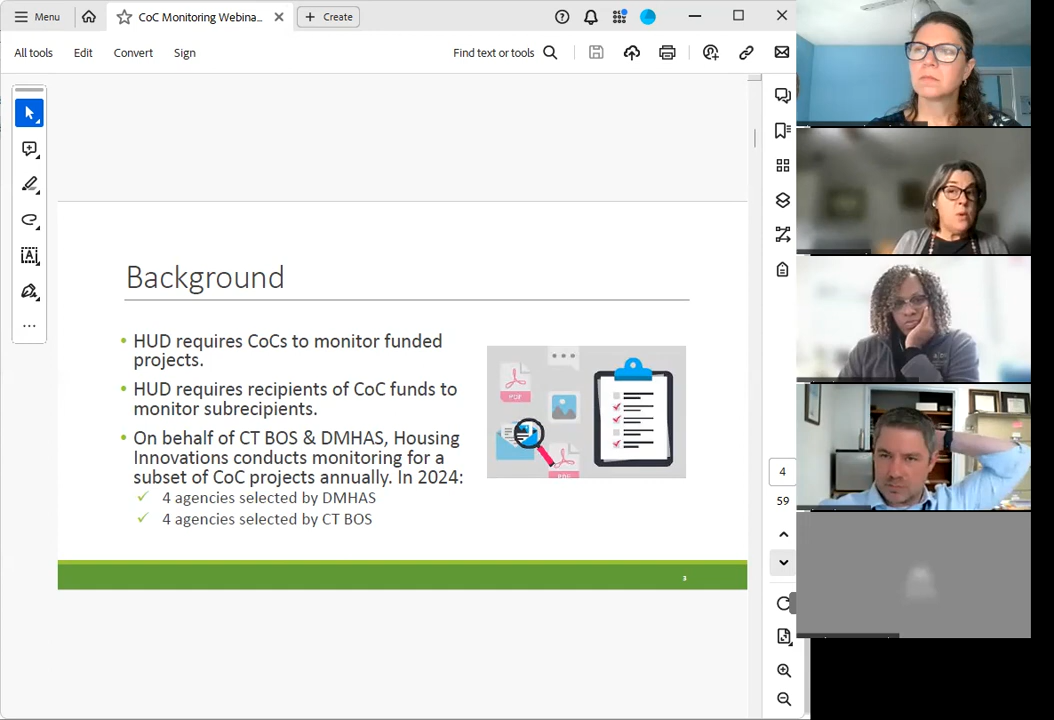 Menu
CoC Monitoring Webina...
Create
All tools
Edit
Convert
Sign
Find text or tools
Background
HUD requires CoCs to monitor funded
projects.
HUD requires recipients of CoC funds to
monitor subrecipients.
On behalf of CT BOS & DMHAS, Housing
Innovations conducts monitoring for a
subset of CoC projects annually. In 2024:
4 agencies selected by DMHAS
4 agencies selected by CT BOS
PDF
PDF
3
4
59